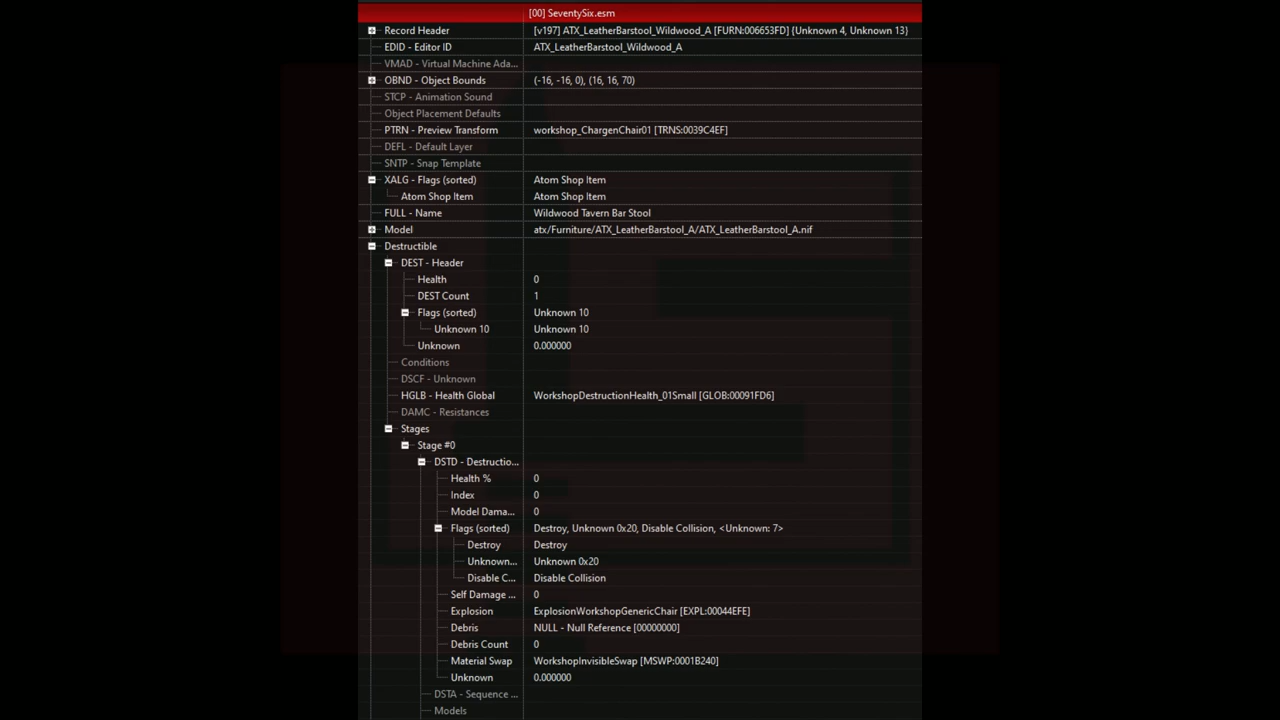 [00] SeventySix.esm
Record Header [v197] ATX_LeatherBarstool_Wildwood_A [FURN:006653FD] {Unknown 4, Unknown 13}
EDID - Editor ID ATX_LeatherBarstool_Wildwood_A
VMAD - Virtual Machine Ada...
OBND - Object Bounds (-16, -16, 0), (16, 16, 70)
STCP - Animation Sound
Object Placement Defaults
PTRN - Preview Transform workshop_ChargenChair01 [TRNS:0039C4EF]
DEFL - Default Layer
SNTP - Snap Template
XALG - Flags (sorted) Atom Shop Item
Atom Shop Item Atom Shop Item
FULL - Name Wildwood Tavern Bar Stool
Model atx/Furniture/ATX_LeatherBarstool_A/ATX_LeatherBarstool_A.nif
Destructible
DEST - Header
Health 0
DEST Count 1
Flags (sorted) Unknown 10
Unknown 10 Unknown 10
Unknown 0.000000
Conditions
DSCF - Unknown
HGLB - Health Global WorkshopDestructionHealth_01Small [GLOB:00091FD6]
DAMC - Resistances
Stages
Stage #0
DSTD - Destructio...
Health % 0
Index 0
Model Dama... 0
Flags (sorted) Destroy, Unknown 0x20, Disable Collision, <Unknown: 7>
Destroy Destroy
Unknown... Unknown 0x20
Disable C... Disable Collision
Self Damage ... 0
Explosion ExplosionWorkshopGenericChair [EXPL:00044EFE]
Debris NULL - Null Reference [00000000]
Debris Count 0
Material Swap WorkshopInvisibleSwap [MSWP:0001B240]
Unknown 0.000000
DSTA - Sequence ...
Models